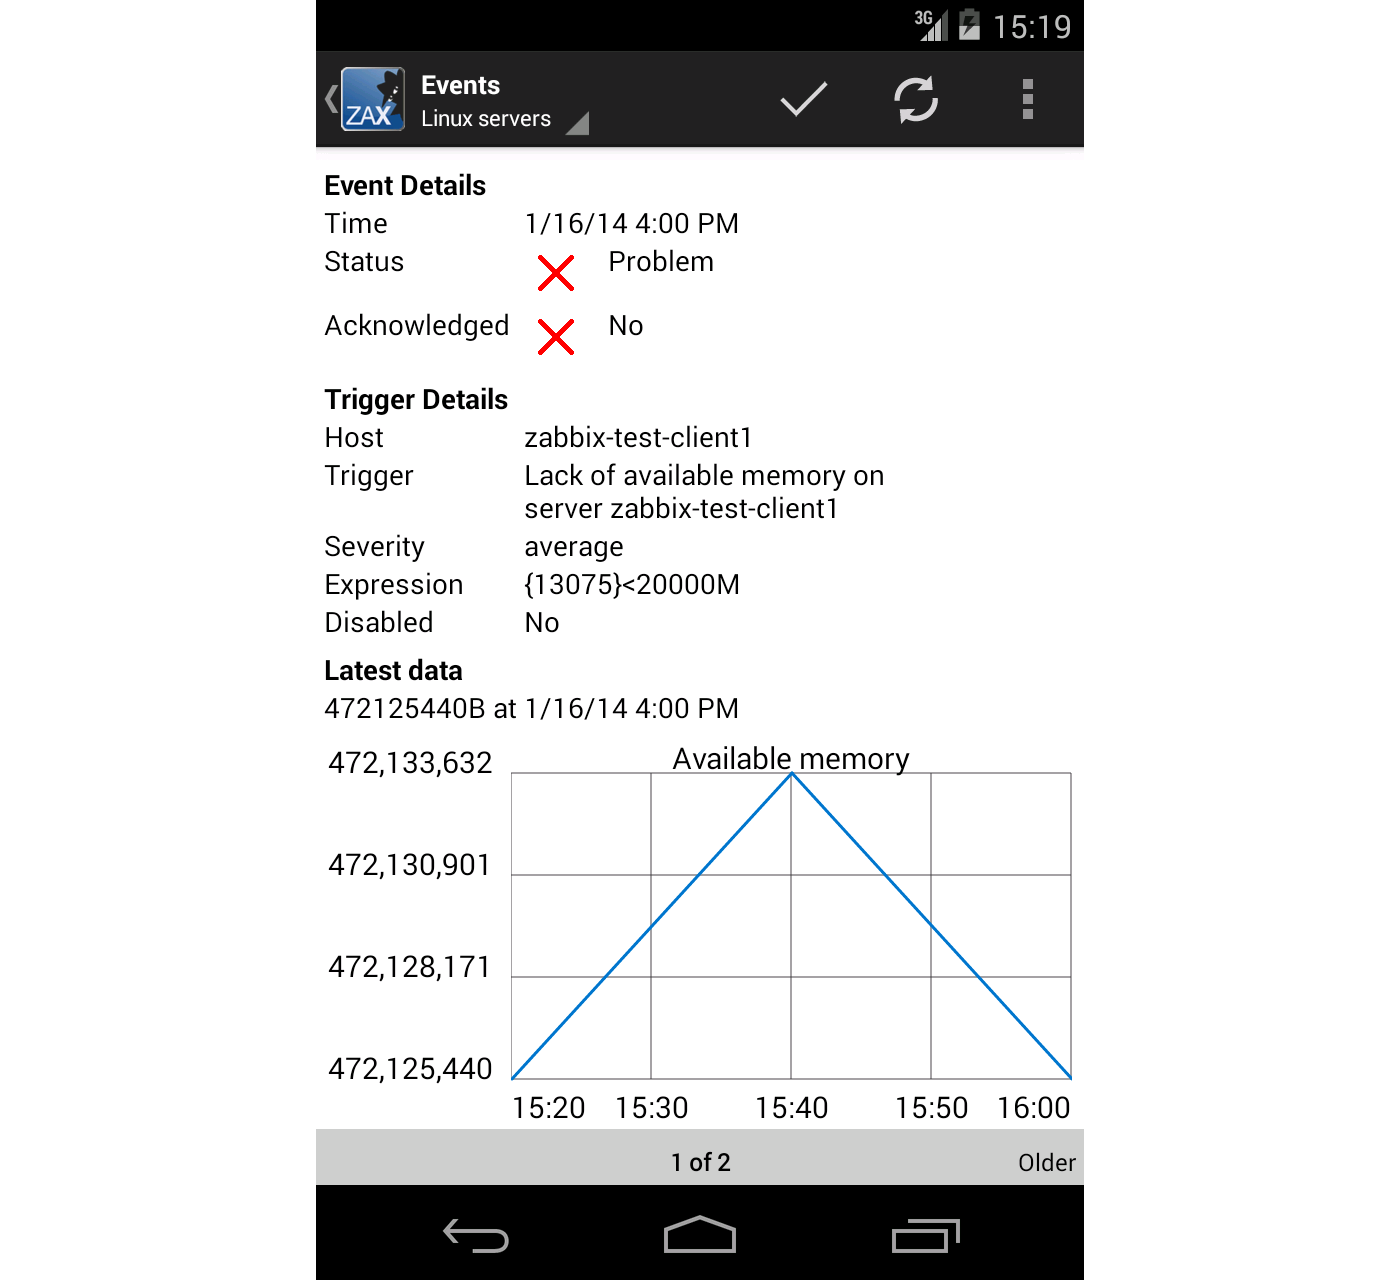 3G 15:19
ZAX
Events
Linux servers
Event Details
Time 1/16/14 4:00 PM
Status Problem
Acknowledged No
Trigger Details
Host zabbix-test-client1
Trigger Lack of available memory on
server zabbix-test-client1
Severity average
Expression {13075}<20000M
Disabled No
Latest data
472125440B at 1/16/14 4:00 PM
Available memory
472,133,632
472,130,901
472,128,171
472,125,440
15:20 15:30 15:40 15:50 16:00
1 of 2 Older